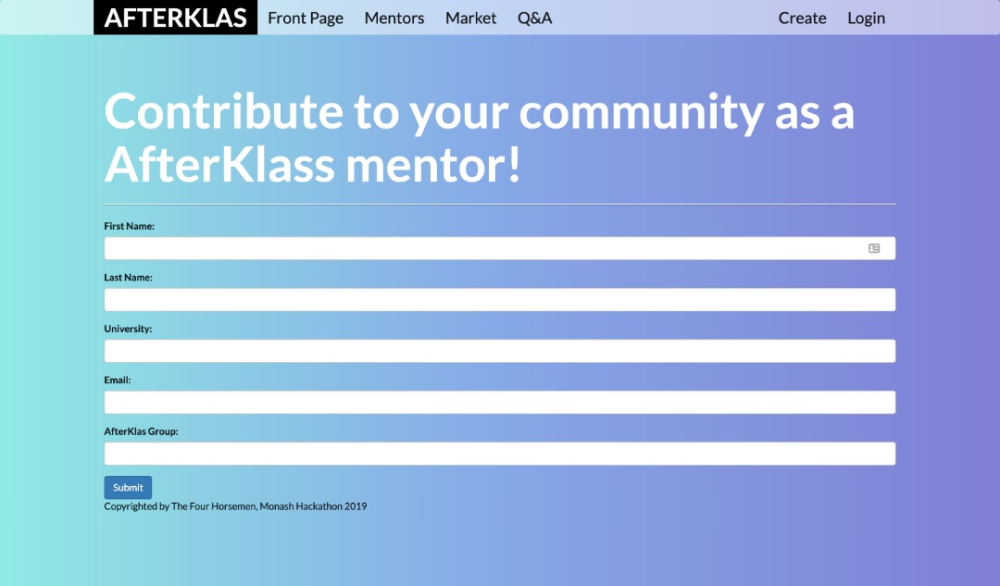 AFTERKLAS Front Page Mentors Market Q&A Create Login
Contribute to your community as a
AfterKlass mentor!
First Name:
Last Name:
University:
Email:
AfterKlas Group:
Submit
Copyrighted by The Four Horsemen, Monash Hackathon 2019